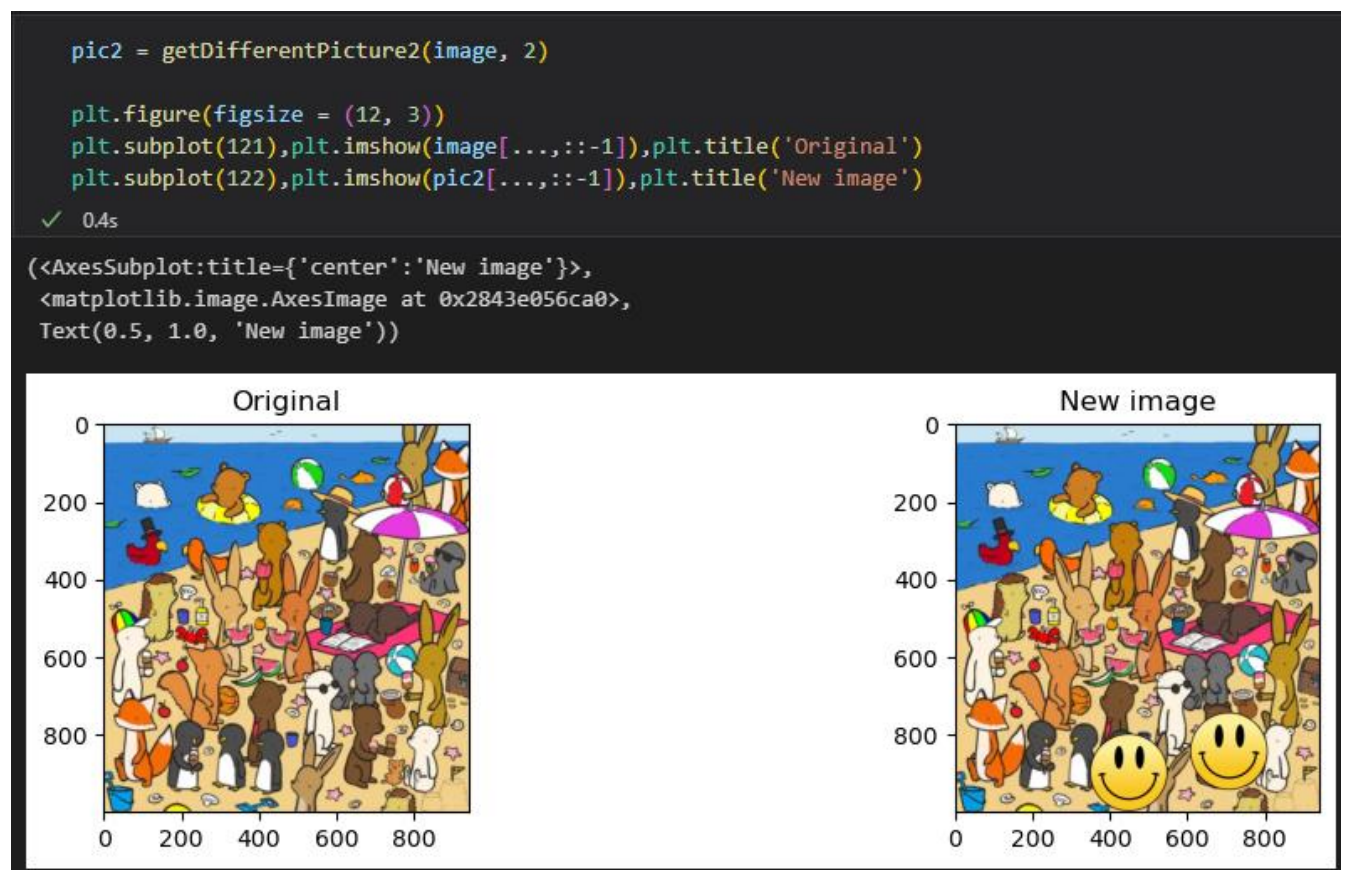 pic2 = getDifferentPicture2(image, 2)
plt.figure(figsize = (12, 3))
plt.subplot(121),plt.imshow(image[...,::-1]),plt.title('Original')
plt.subplot(122),plt.imshow(pic2[...,::-1]),plt.title('New image')
✓ 0.4s
(<AxesSubplot:title={'center':'New image'}>,
<matplotlib.image.AxesImage at 0x2843e056ca0>,
Text(0.5, 1.0, 'New image'))
Original
0
200
400
600
800
0 200 400 600 800
New image
0
200
400
600
800
0 200 400 600 800